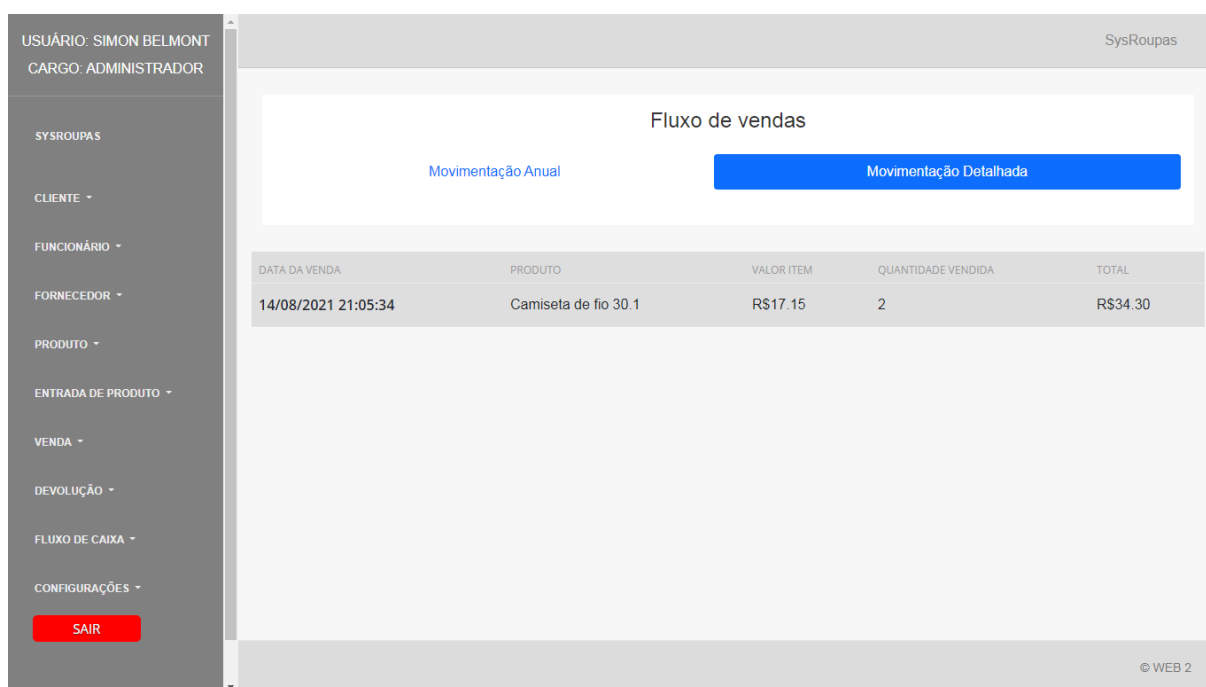 USUÁRIO: SIMON BELMONT
CARGO: ADMINISTRADOR
SYSROUPAS
CLIENTE
FUNCIONÁRIO
FORNECEDOR
PRODUTO
ENTRADA DE PRODUTO
VENDA
DEVOLUÇÃO
FLUXO DE CAIXA
CONFIGURAÇÕES
SAIR
SysRoupas
Fluxo de vendas
Movimentação Anual Movimentação Detalhada
DATA DA VENDA PRODUTO VALOR ITEM QUANTIDADE VENDIDA TOTAL
14/08/2021 21:05:34 Camiseta de fio 30.1 R$17.15 2 R$34.30
© WEB 2